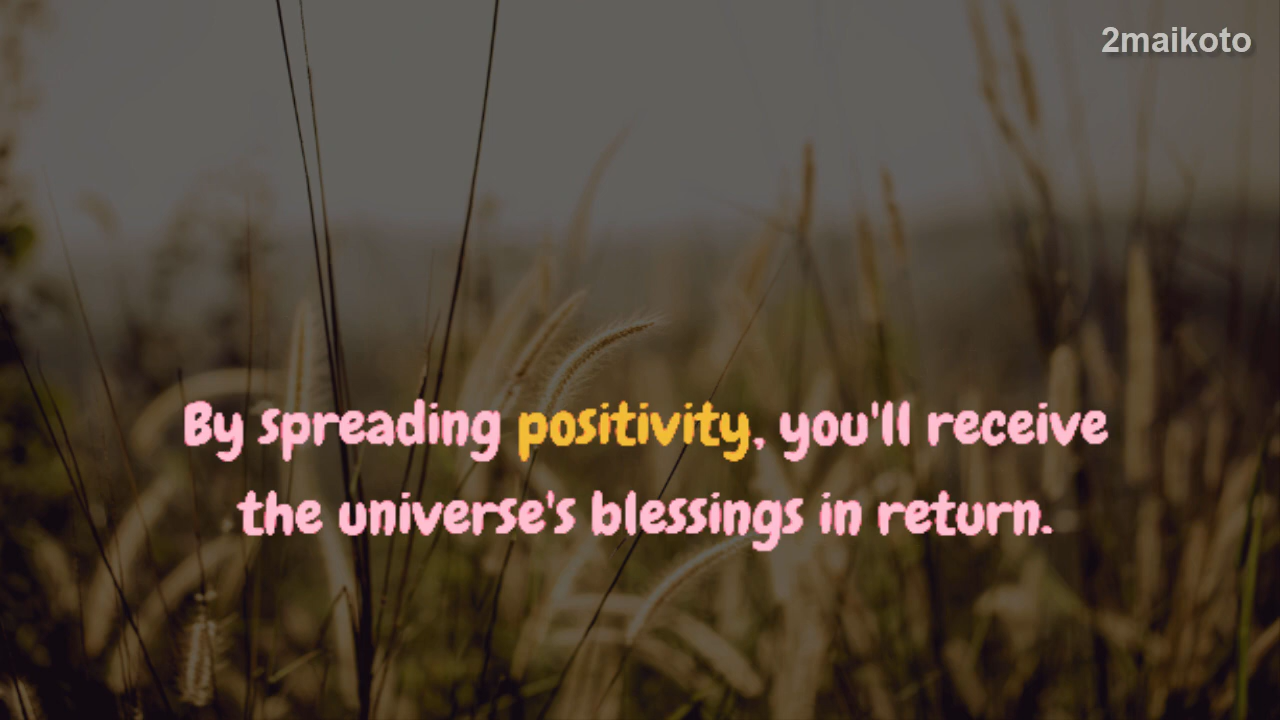 2maikoto
By spreading positivity, you'll receive
the universe's blessings in return.